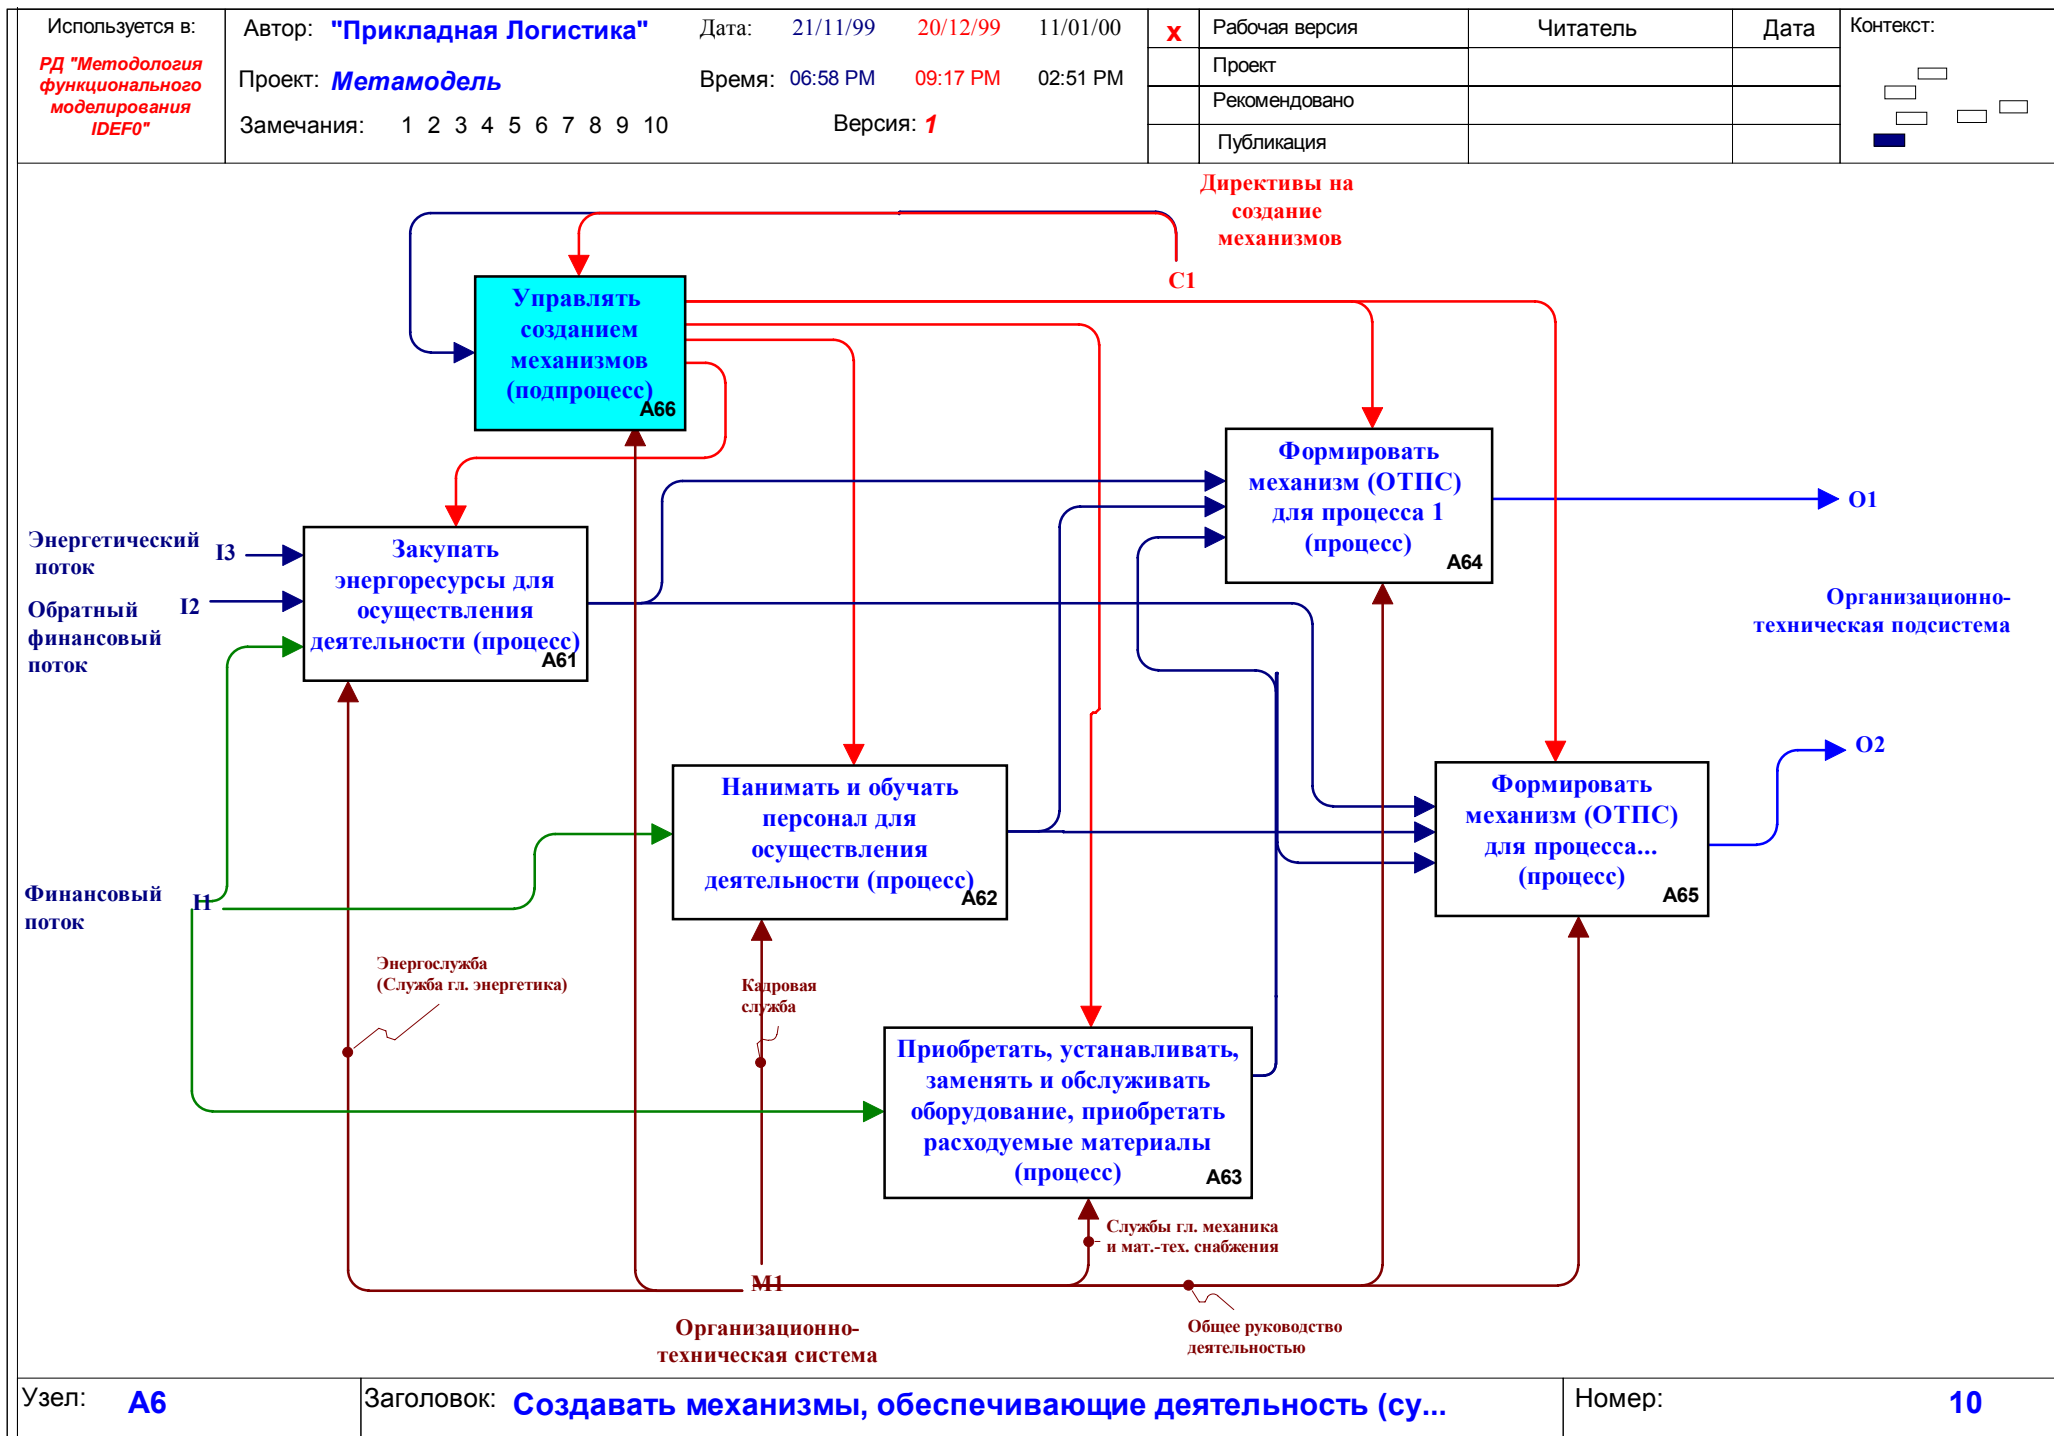 Используется в:
РД "Методология
функционального
моделирования
IDEF0"
Автор: "Прикладная Логистика"
Дата: 21/11/99 20/12/99 11/01/00
Проект: Метамодель
Время: 06:58 PM 09:17 PM 02:51 PM
Замечания: 1 2 3 4 5 6 7 8 9 10
Версия: 1
x Рабочая версия Читатель Дата
Проект
Рекомендовано
Публикация
Контекст:
Директивы на
создание
механизмов
C1
Управлять
созданием
механизмов
(подпроцесс)
A66
Формировать
механизм (ОТПС)
для процесса 1
(процесс)
A64
O1
Энергетический
поток
I3
Обратный
финансовый
поток
I2
Закупать
энергоресурсы для
осуществления
деятельности (процесс)
A61
Организационно-
техническая подсистема
O2
Нанимать и обучать
персонал для
осуществления
деятельности (процесс)
A62
Формировать
механизм (ОТПС)
для процесса...
(процесс)
A65
Финансовый
поток
I1
Энергослужба
(Служба гл. энергетика)
Кадровая
служба
Приобретать, устанавливать,
заменять и обслуживать
оборудование, приобретать
расходуемые материалы
(процесс)
A63
Службы гл. механика
и мат.-тех. снабжения
M1
Организационно-
техническая система
Общее руководство
деятельностью
Узел: A6
Заголовок: Создавать механизмы, обеспечивающие деятельность (су...
Номер: 10